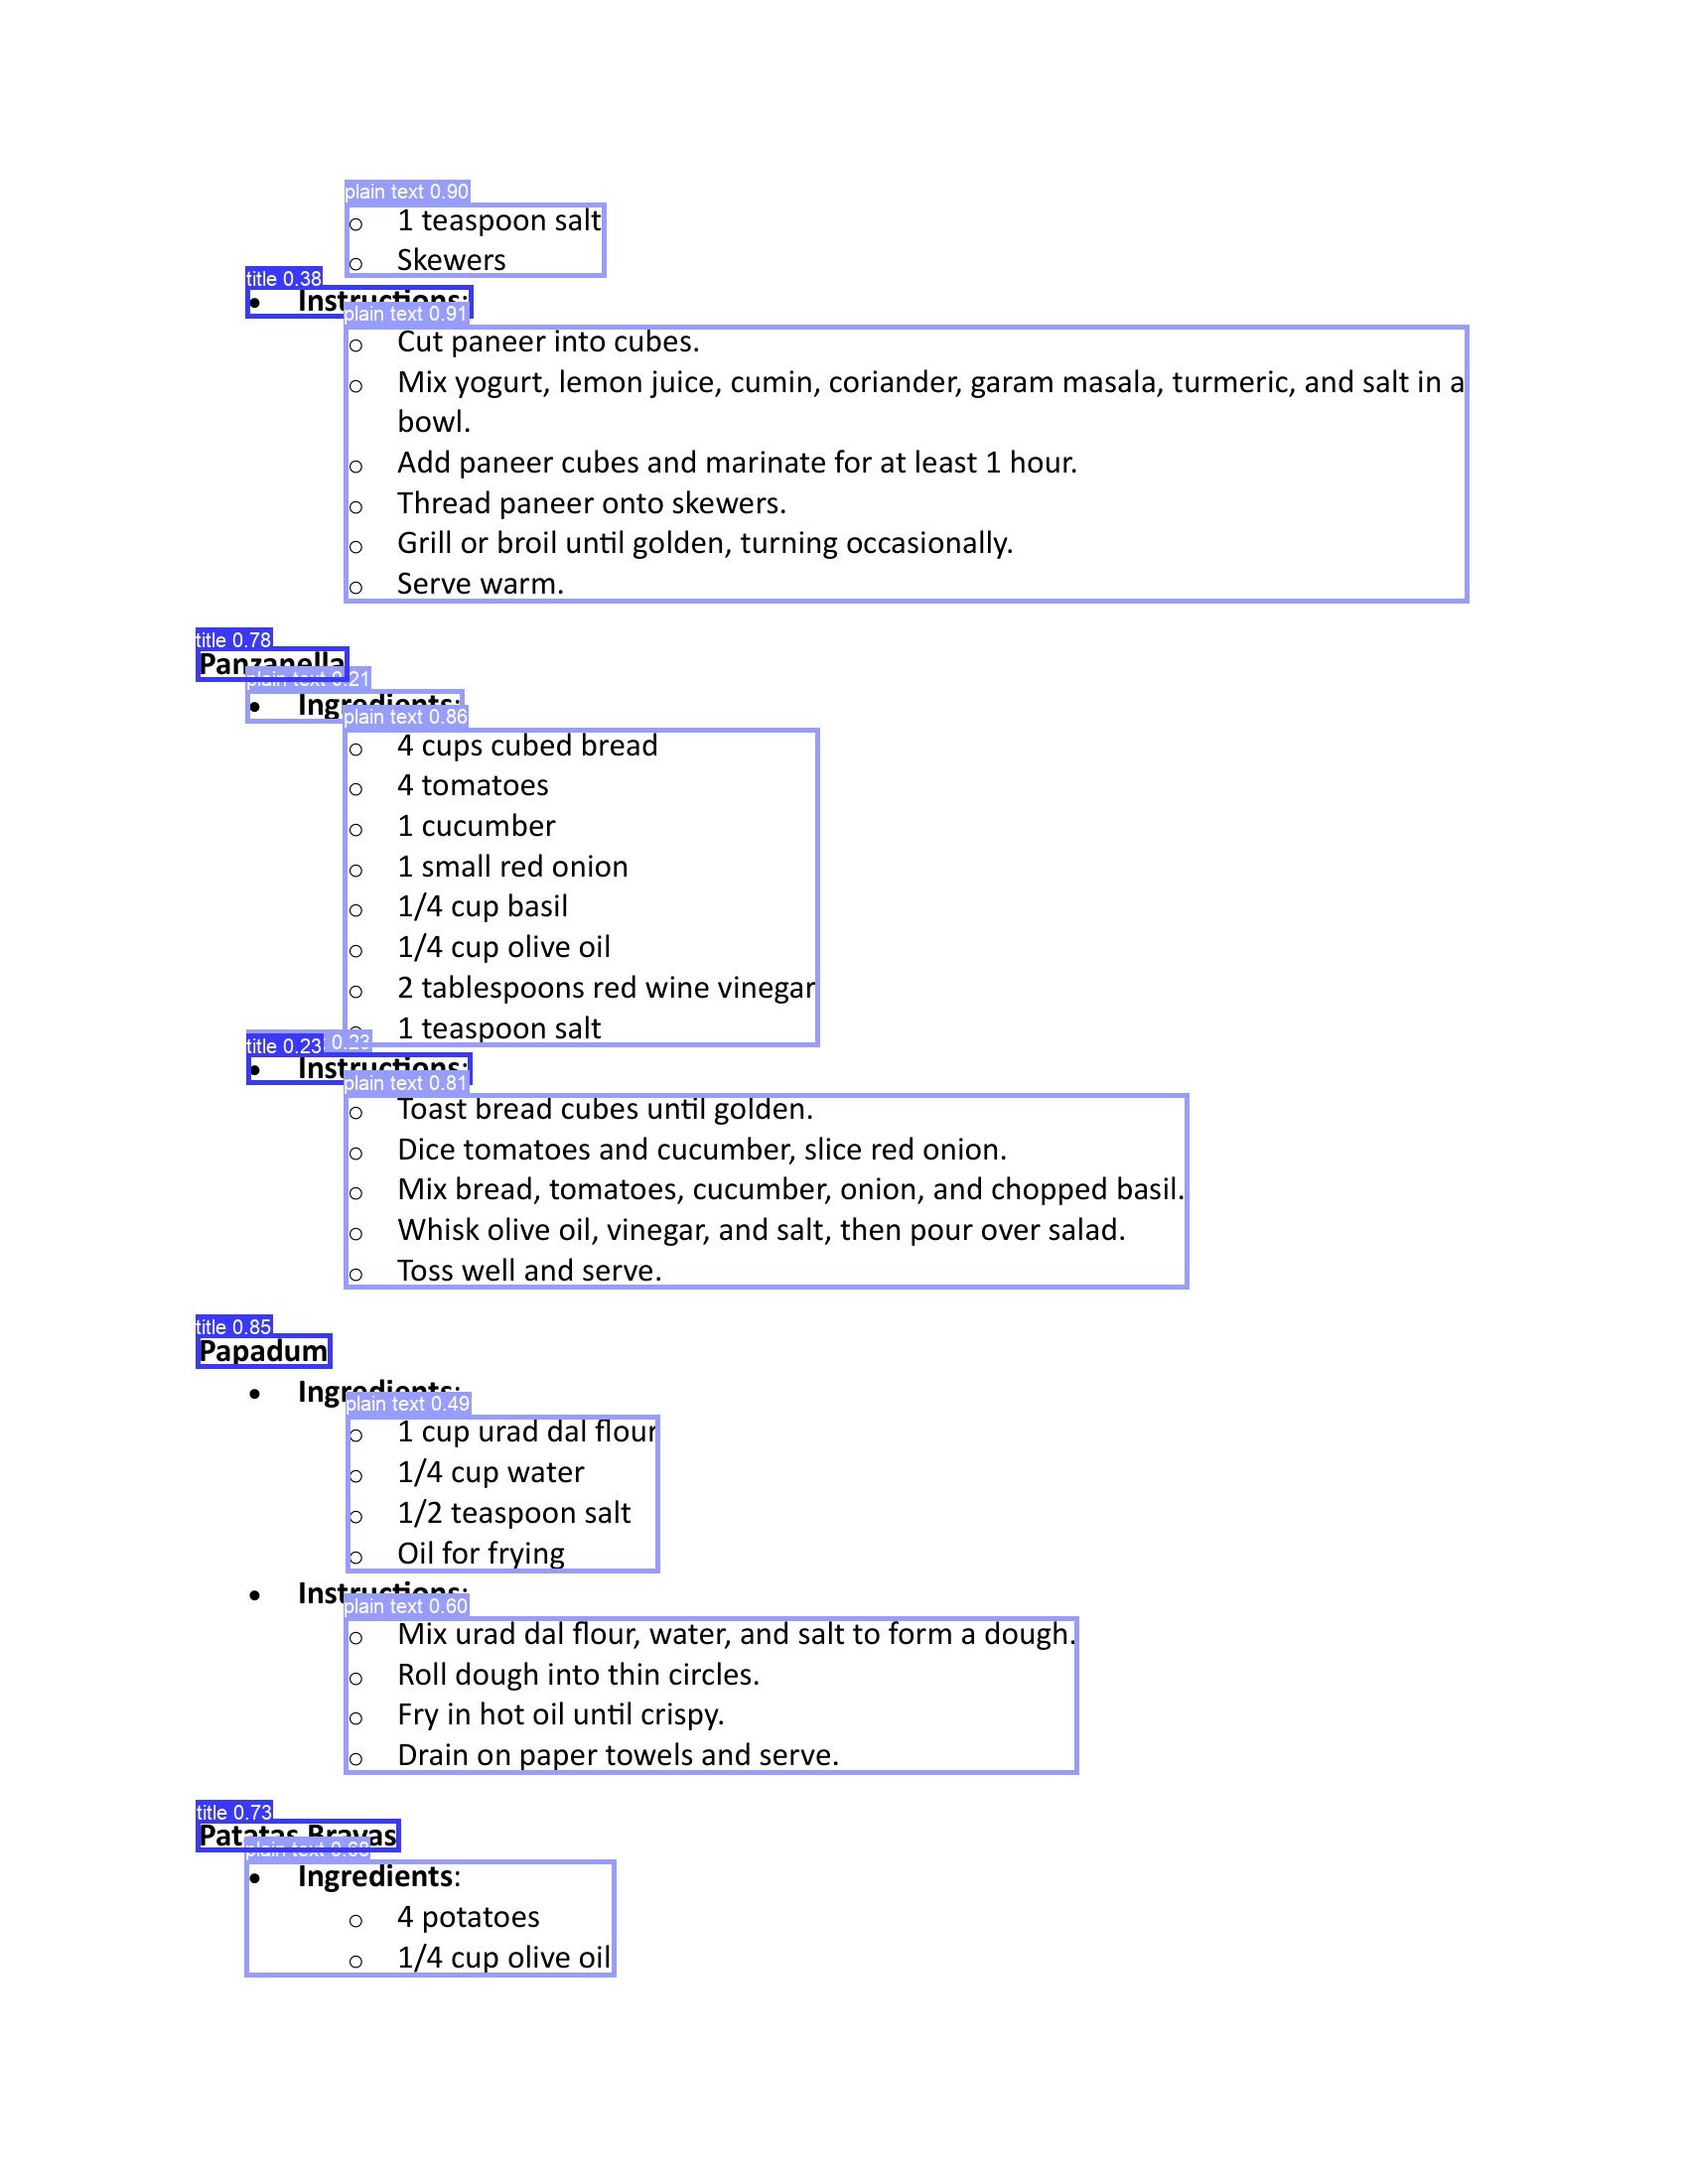 plain text 0.90
○ 1 teaspoon salt
○ Skewers
title 0.38
• Instructions:
plain text 0.91
○ Cut paneer into cubes.
○ Mix yogurt, lemon juice, cumin, coriander, garam masala, turmeric, and salt in a
bowl.
○ Add paneer cubes and marinate for at least 1 hour.
○ Thread paneer onto skewers.
○ Grill or broil until golden, turning occasionally.
○ Serve warm.
title 0.78
Panzanella
plain text 0.21
• Ingredients:
plain text 0.86
○ 4 cups cubed bread
○ 4 tomatoes
○ 1 cucumber
○ 1 small red onion
○ 1/4 cup basil
○ 1/4 cup olive oil
○ 2 tablespoons red wine vinegar
○ 1 teaspoon salt
title 0.23 0.23
• Instructions:
plain text 0.81
○ Toast bread cubes until golden.
○ Dice tomatoes and cucumber, slice red onion.
○ Mix bread, tomatoes, cucumber, onion, and chopped basil.
○ Whisk olive oil, vinegar, and salt, then pour over salad.
○ Toss well and serve.
title 0.85
Papadum
• Ingredients:
plain text 0.49
○ 1 cup urad dal flour
○ 1/4 cup water
○ 1/2 teaspoon salt
○ Oil for frying
• Instructions:
plain text 0.60
○ Mix urad dal flour, water, and salt to form a dough.
○ Roll dough into thin circles.
○ Fry in hot oil until crispy.
○ Drain on paper towels and serve.
title 0.73
Patatas Bravas
plain text 0.68
• Ingredients:
○ 4 potatoes
○ 1/4 cup olive oil